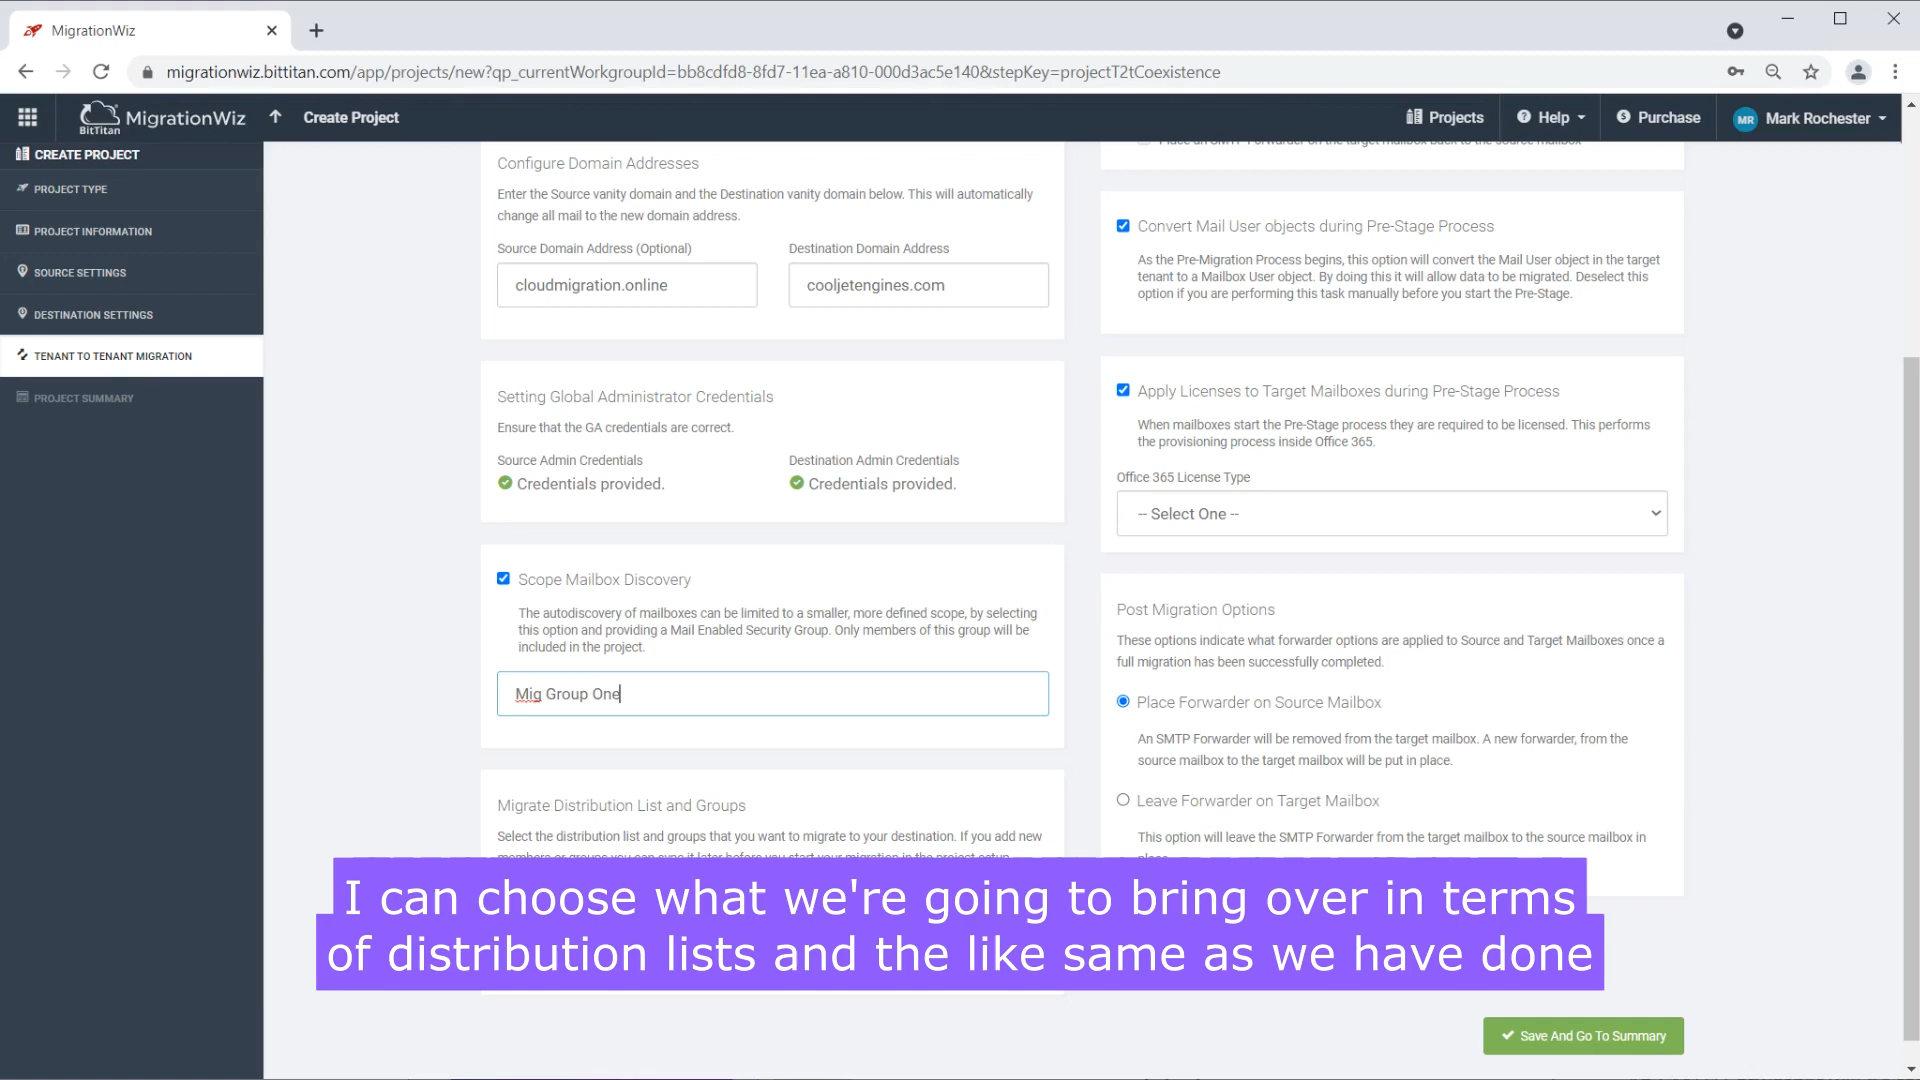 MigrationWiz
migrationwiz.bittitan.com/app/projects/new?qp_currentWorkgroupId=bb8cdfd8-8fd7-11ea-a810-000d3ac5e140&stepKey=projectT2tCoexistence
BitTitan MigrationWiz
Create Project
Projects
Help
Purchase
MR Mark Rochester
CREATE PROJECT
PROJECT TYPE
PROJECT INFORMATION
SOURCE SETTINGS
DESTINATION SETTINGS
TENANT TO TENANT MIGRATION
PROJECT SUMMARY
Configure Domain Addresses
Enter the Source vanity domain and the Destination vanity domain below. This will automatically
change all mail to the new domain address.
Source Domain Address (Optional)
Destination Domain Address
cloudmigration.online
cooljetengines.com
Setting Global Administrator Credentials
Ensure that the GA credentials are correct.
Source Admin Credentials
Destination Admin Credentials
Credentials provided.
Credentials provided.
Scope Mailbox Discovery
The autodiscovery of mailboxes can be limited to a smaller, more defined scope, by selecting
this option and providing a Mail Enabled Security Group. Only members of this group will be
included in the project.
Mig Group One
Migrate Distribution List and Groups
Select the distribution list and groups that you want to migrate to your destination. If you add new
Place an SMTP Forwarder on the target mailbox back to the source mailbox
Convert Mail User objects during Pre-Stage Process
As the Pre-Migration Process begins, this option will convert the Mail User object in the target
tenant to a Mailbox User object. By doing this it will allow data to be migrated. Deselect this
option if you are performing this task manually before you start the Pre-Stage.
Apply Licenses to Target Mailboxes during Pre-Stage Process
When mailboxes start the Pre-Stage process they are required to be licensed. This performs
the provisioning process inside Office 365.
Office 365 License Type
-- Select One --
Post Migration Options
These options indicate what forwarder options are applied to Source and Target Mailboxes once a
full migration has been successfully completed.
Place Forwarder on Source Mailbox
An SMTP Forwarder will be removed from the target mailbox. A new forwarder, from the
source mailbox to the target mailbox will be put in place.
Leave Forwarder on Target Mailbox
This option will leave the SMTP Forwarder from the target mailbox to the source mailbox in
I can choose what we're going to bring over in terms
of distribution lists and the like same as we have done
Save And Go To Summary